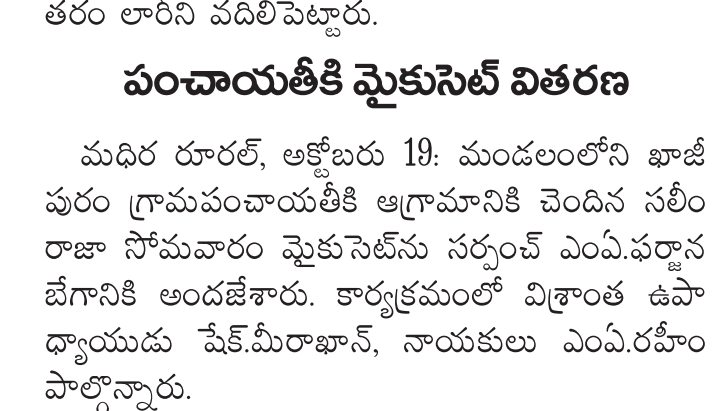 తరం లారీని వదిలిపెట్టారు.
పంచాయతీకి మైకుసెట్ వితరణ
మధిర రూరల్, అక్టోబరు 19: మండలంలోని ఖాజీ
పురం గ్రామపంచాయతీకి ఆగ్రామానికి చెందిన సలీం
రాజా సోమవారం మైకుసెట్‌ను సర్పంచ్ ఎంఏ.ఫర్జాన
బేగానికి అందజేశారు. కార్యక్రమంలో విశ్రాంత ఉపా
ధ్యాయుడు షేక్.మీరాఖాన్, నాయకులు ఎంఏ.రహీం
పాల్గొన్నారు.